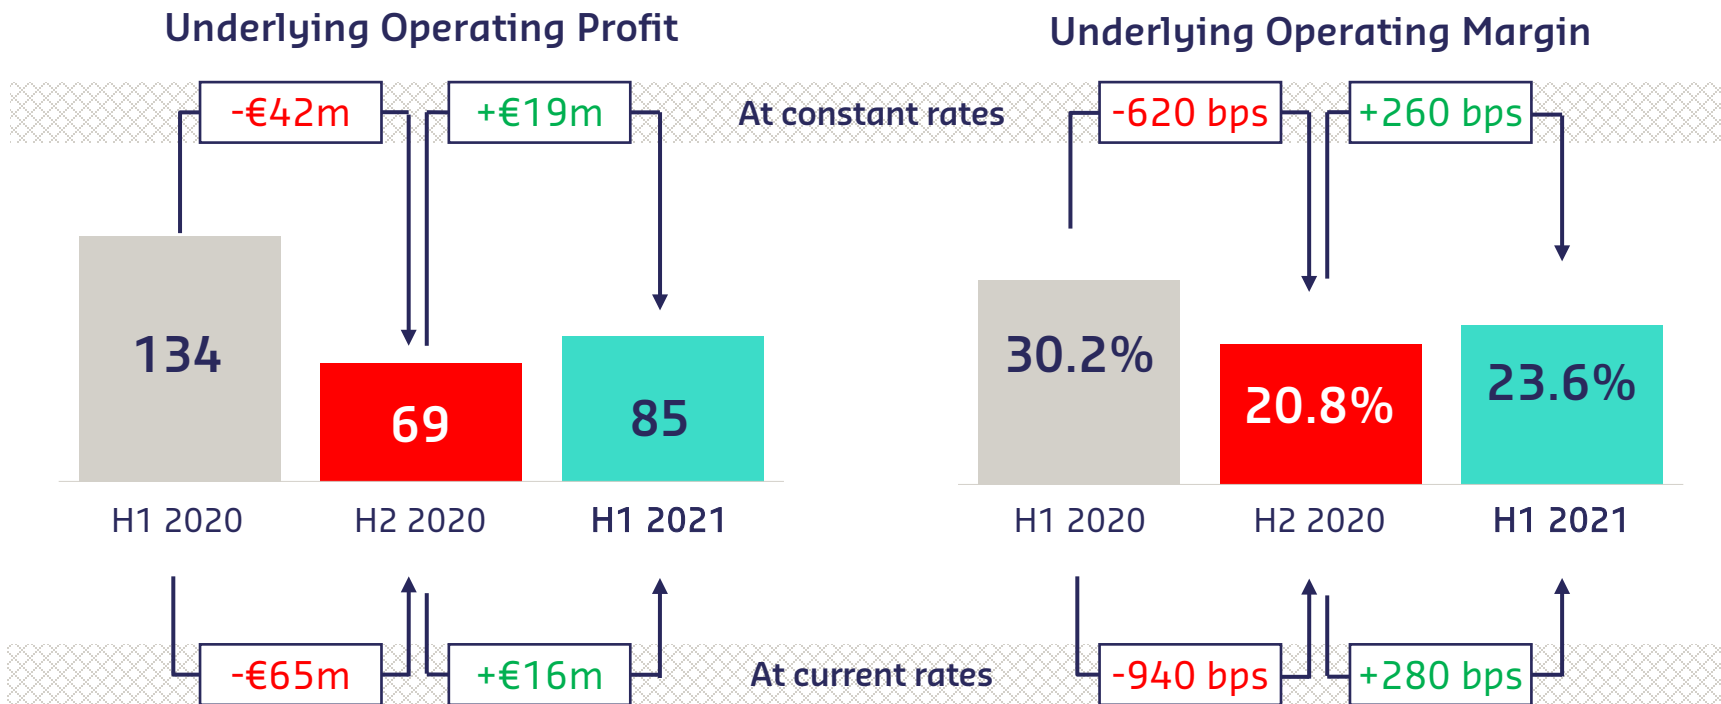 Underlying Operating Profit
Underlying Operating Margin
-€42m
+€19m
At constant rates
-620 bps
+260 bps
134
69
85
30.2%
20.8%
23.6%
H1 2020
H2 2020
H1 2021
H1 2020
H2 2020
H1 2021
-€65m
+€16m
At current rates
-940 bps
+280 bps